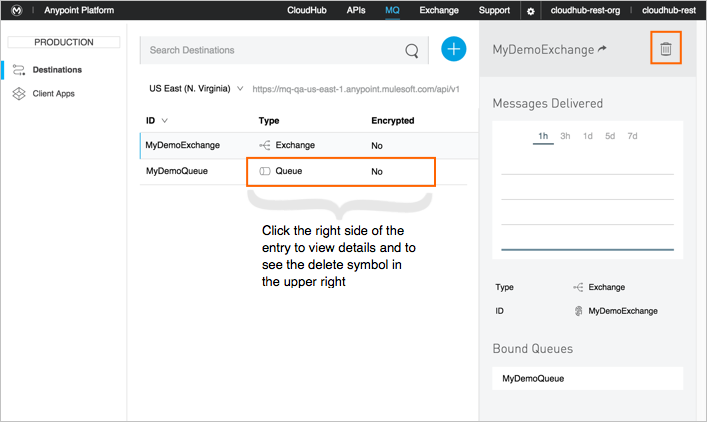 Anypoint Platform CloudHub APIs MQ Exchange Support cloudhub-rest-org cloudhub-rest
PRODUCTION
Destinations
Client Apps
Search Destinations
US East (N. Virginia) https://mq-qa-us-east-1.anypoint.mulesoft.com/api/v1
ID Type Encrypted
MyDemoExchange Exchange No
MyDemoQueue Queue No
Click the right side of the
entry to view details and to
see the delete symbol in
the upper right
MyDemoExchange
Messages Delivered
1h 3h 1d 5d 7d
Type Exchange
ID MyDemoExchange
Bound Queues
MyDemoQueue